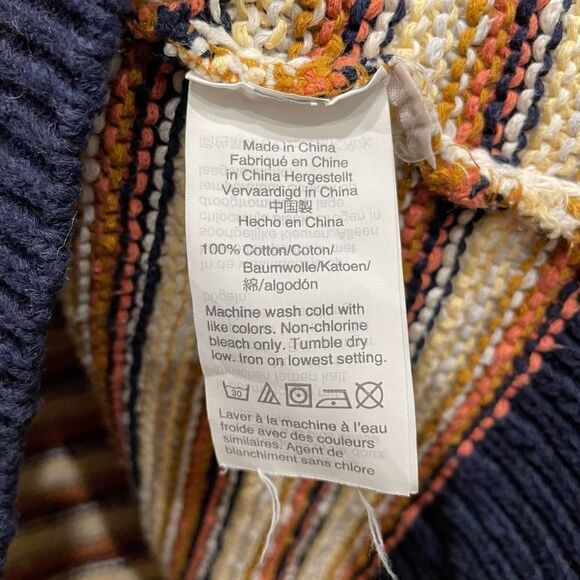 Made in China
Fabriqué en Chine
in China Hergestellt
Vervaardigd in China
中国製
Hecho en China
100% Cotton/Coton/
Baumwolle/Katoen/
綿/algodón
Machine wash cold with
like colors. Non-chlorine
bleach only. Tumble dry
low. Iron on lowest setting.
30
Laver à la machine à l'eau
froide avec des couleurs
similaires. Agent de
blanchiment sans chlore